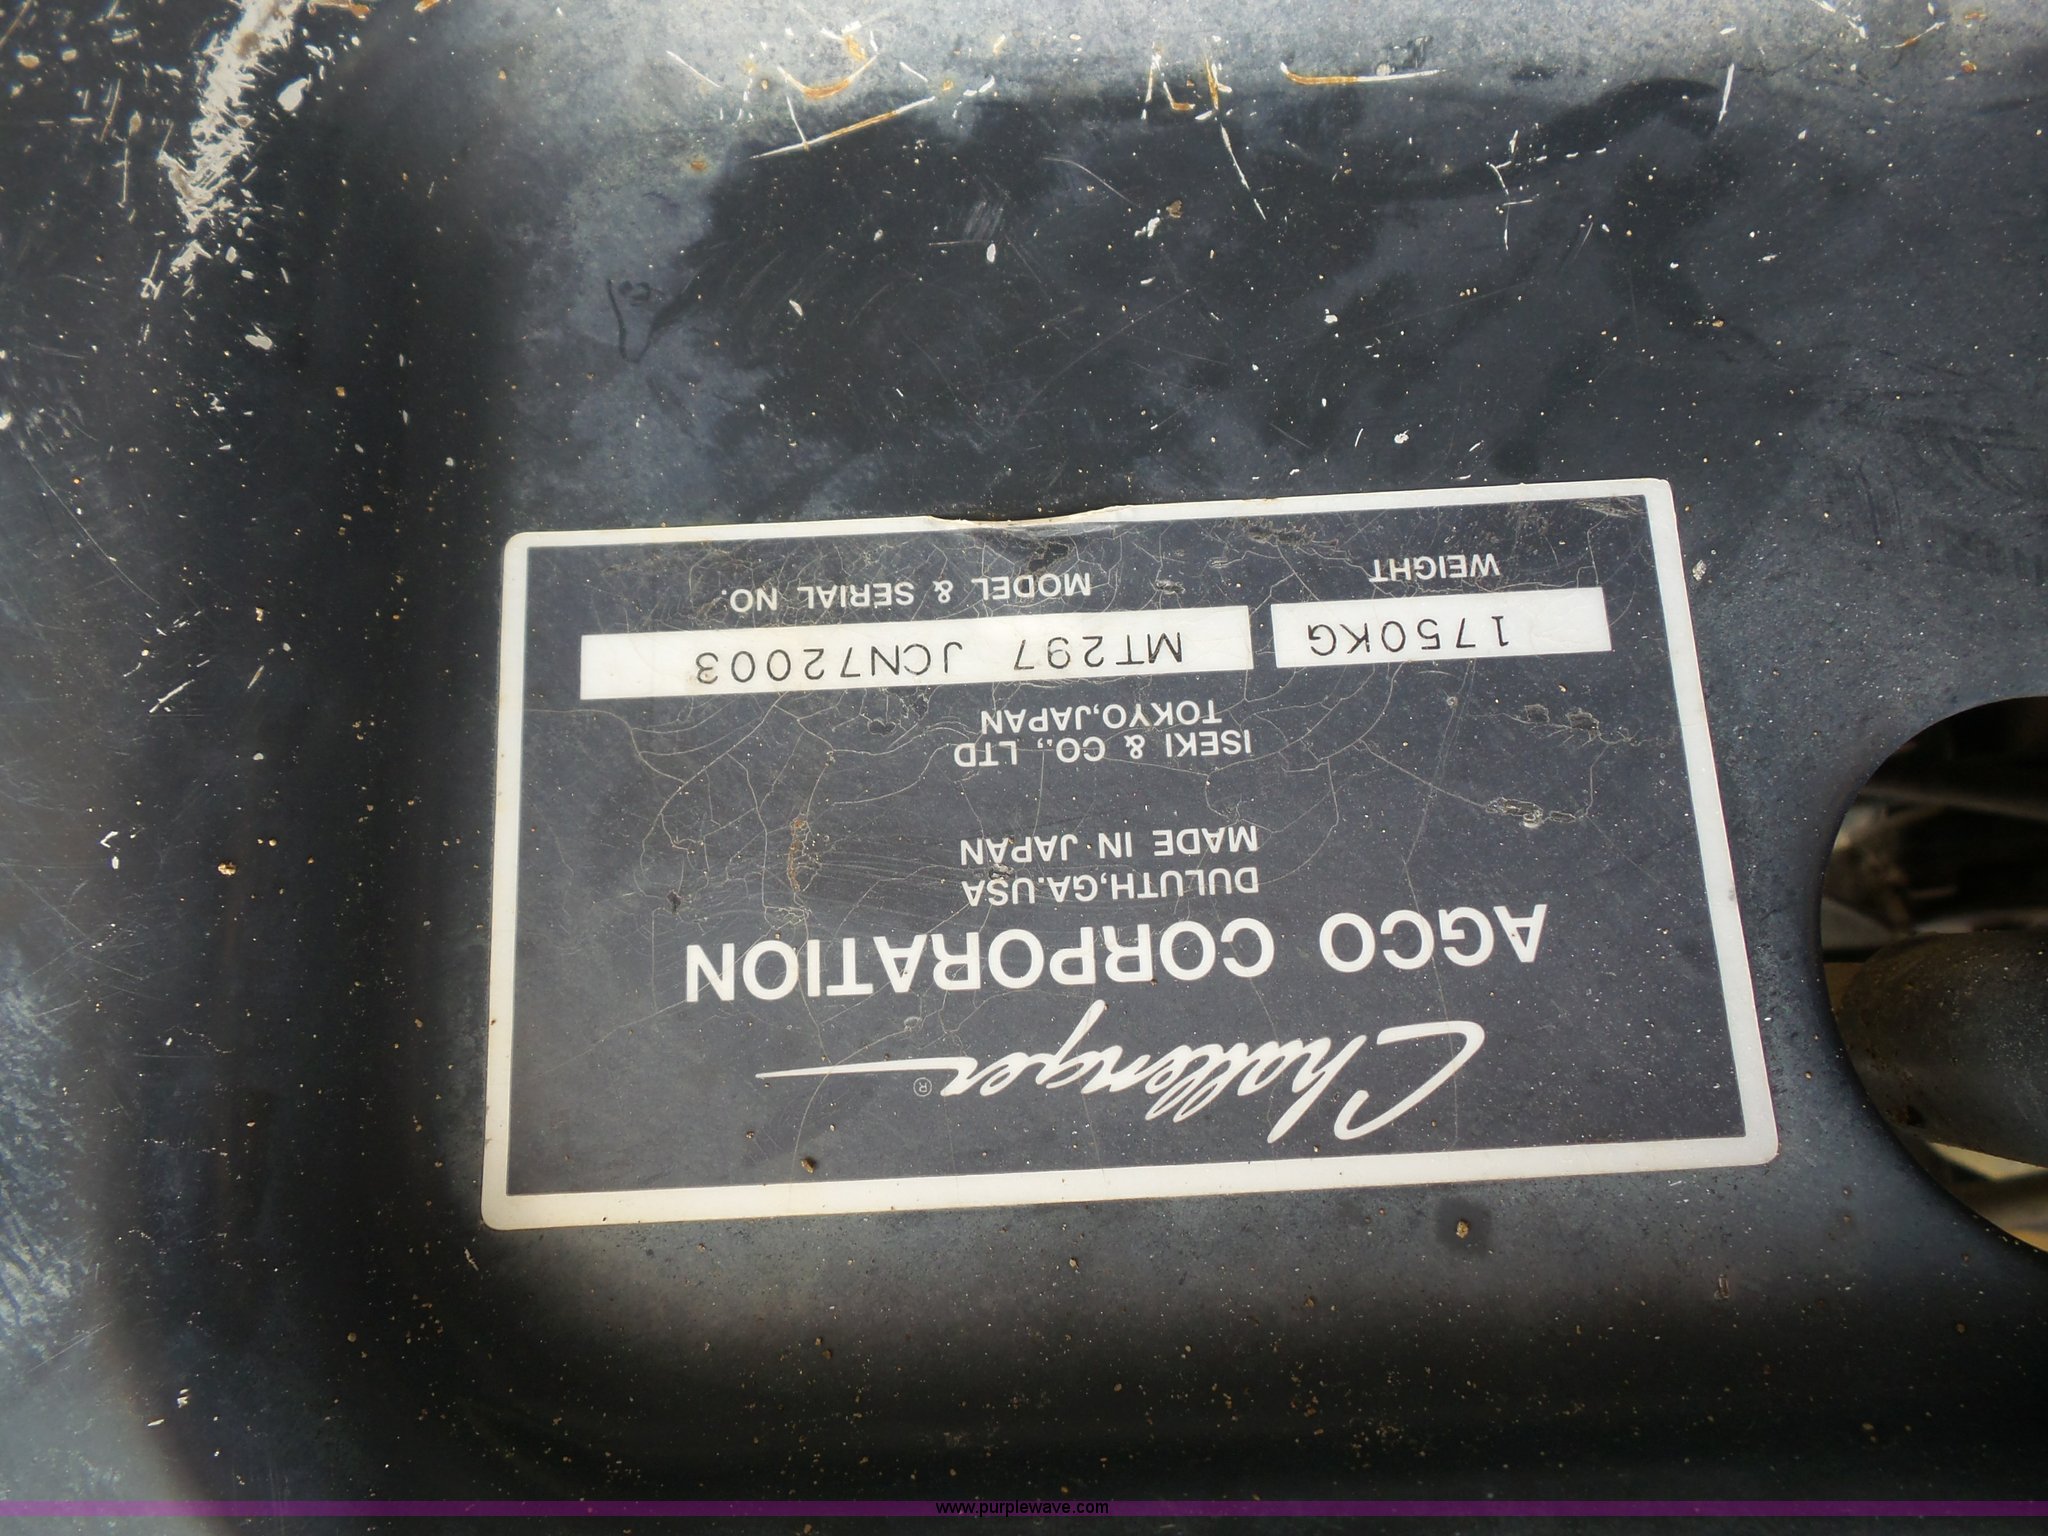 Challenger®
AGCO CORPORATION
DULUTH,GA.USA
MADE IN JAPAN
ISEKI & CO., LTD
TOKYO,JAPAN
1750KG MT297 JCN72003
WEIGHT MODEL & SERIAL NO.
www.purplewave.com